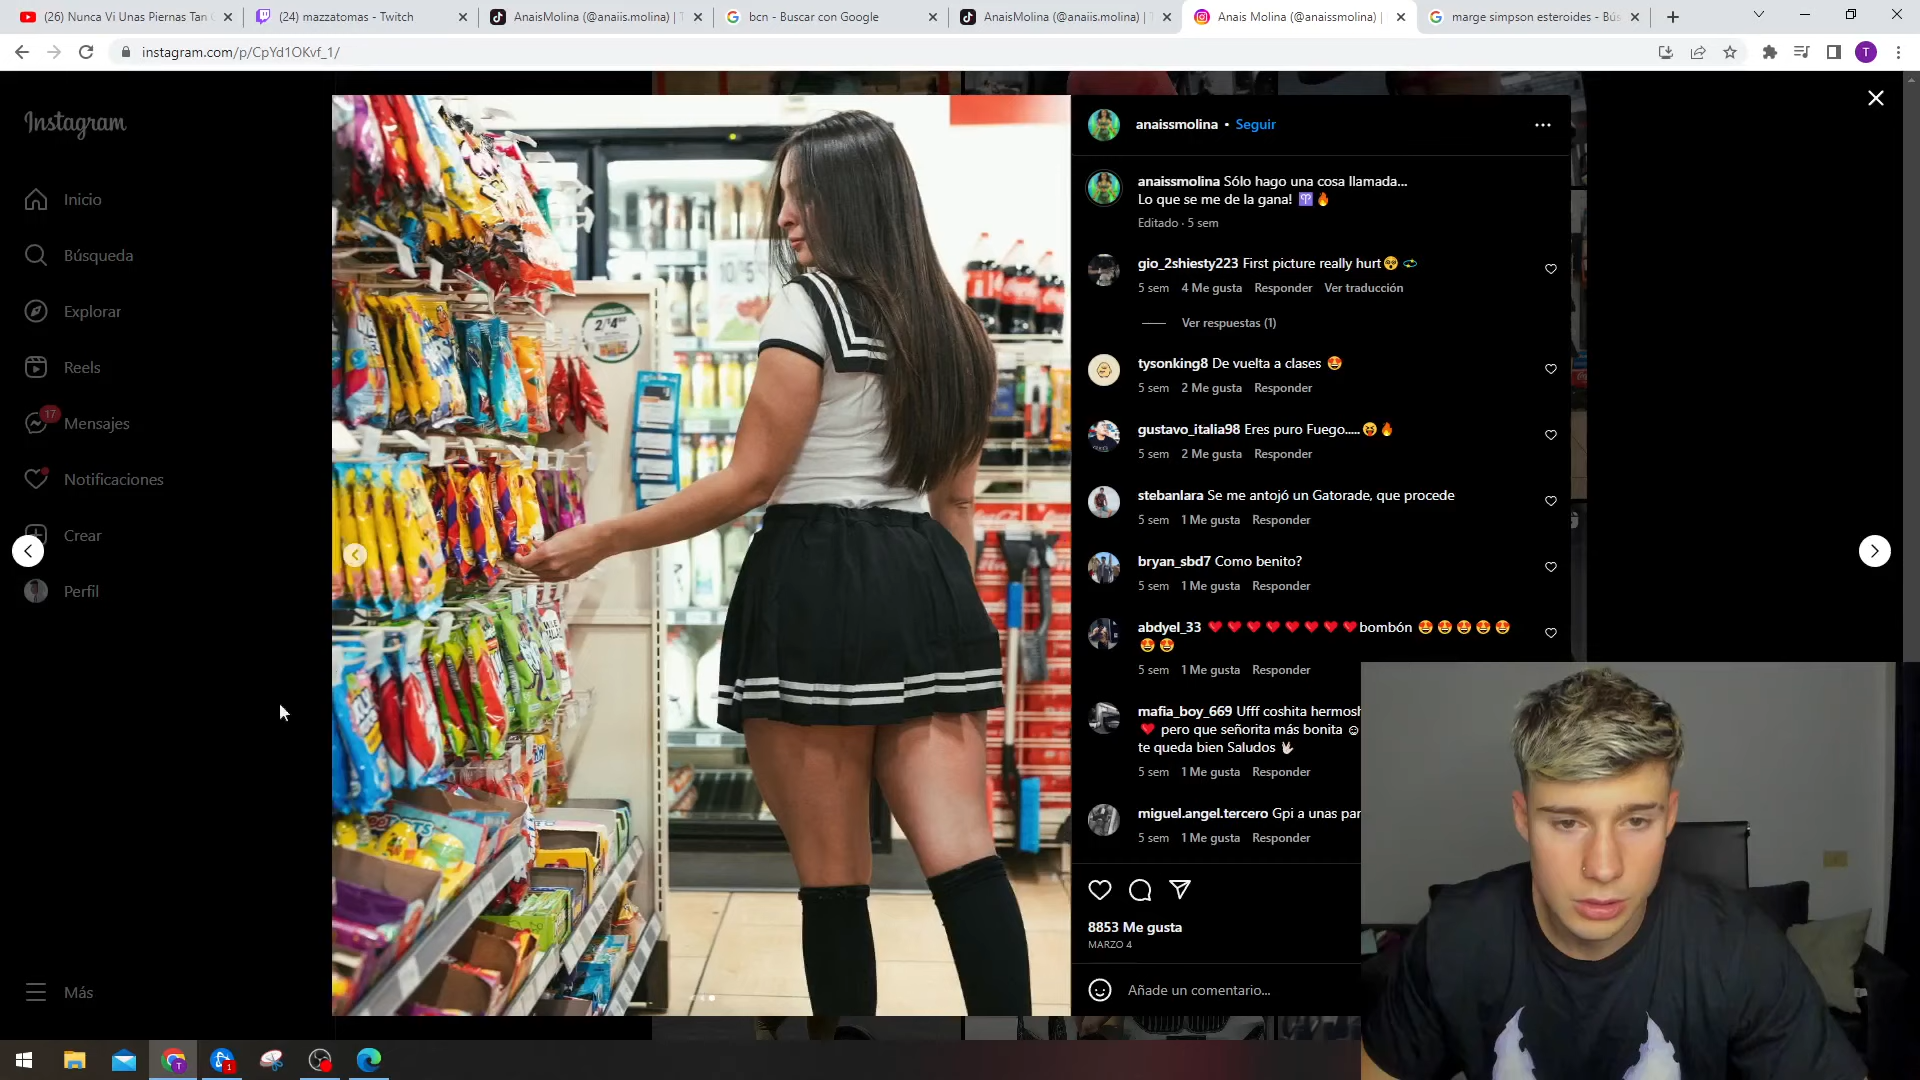 (26) Nunca Vi Unas Piernas Tan G
(24) mazzatomas - Twitch
AnaisMolina (@anaiis.molina) | T
bcn - Buscar con Google
AnaisMolina (@anaiis.molina) | T
Anais Molina (@anaissmolina) |
marge simpson esteroides - Bús
instagram.com/p/CpYd1OKvf_1/
T
Instagram
Inicio
Búsqueda
Explorar
Reels
17
Mensajes
Notificaciones
Crear
Perfil
Más
2/$4
anaissmolina • Seguir
anaissmolina Sólo hago una cosa llamada...
Lo que se me de la gana! ♈🔥
Editado · 5 sem
gio_2shiesty223 First picture really hurt
5 sem 4 Me gusta Responder Ver traducción
Ver respuestas (1)
tysonking8 De vuelta a clases 🤩
5 sem 2 Me gusta Responder
gustavo_italia98 Eres puro Fuego.....😝🔥
5 sem 2 Me gusta Responder
stebanlara Se me antojó un Gatorade, que procede
5 sem 1 Me gusta Responder
bryan_sbd7 Como benito?
5 sem 1 Me gusta Responder
abdyel_33 ❤❤❤❤❤❤❤❤bombón 🤩🤩🤩🤩🤩
🤩🤩
5 sem 1 Me gusta Responder
mafia_boy_669 Ufff coshita hermosh
❤ pero que señorita más bonita ☺
te queda bien Saludos 🤟🏻
5 sem 1 Me gusta Responder
miguel.angel.tercero Gpi a unas par
5 sem 1 Me gusta Responder
8853 Me gusta
MARZO 4
Añade un comentario...
T
1